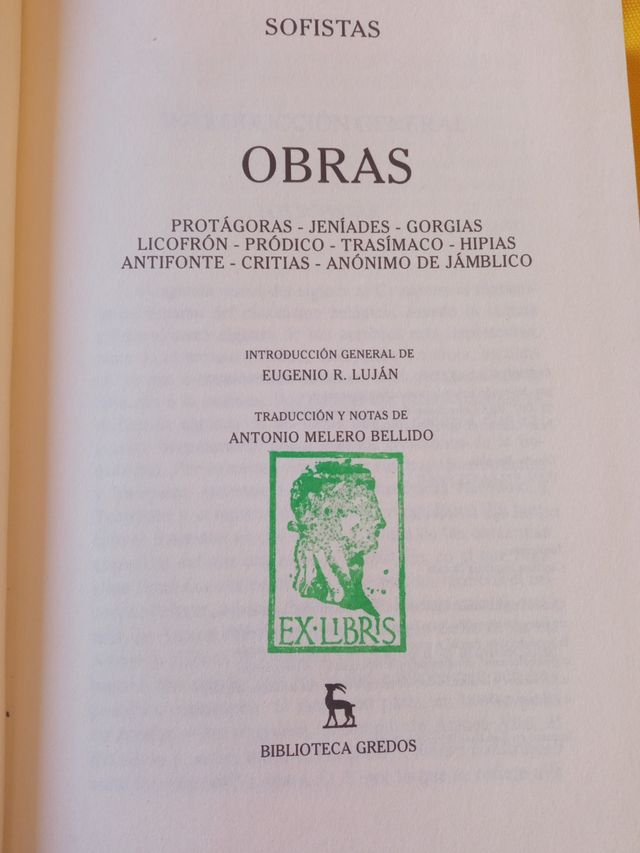 SOFISTAS
OBRAS
PROTÁGORAS - JENÍADES - GORGIAS
LICOFRÓN - PRÓDICO - TRASÍMACO - HIPIAS
ANTIFONTE - CRITIAS - ANÓNIMO DE JÁMBLICO
INTRODUCCIÓN GENERAL DE
EUGENIO R. LUJÁN
TRADUCCIÓN Y NOTAS DE
ANTONIO MELERO BELLIDO
EX·LIBRIS
BIBLIOTECA GREDOS